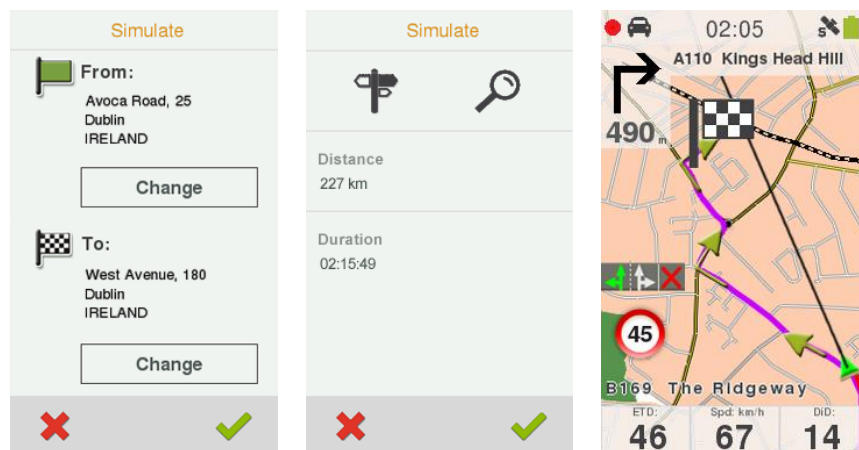 Simulate
From:
Avoca Road, 25
Dublin
IRELAND
Change
To:
West Avenue, 180
Dublin
IRELAND
Change
Simulate
Distance
227 km
Duration
02:15:49
02:05
S
A110 Kings Head Hill
490 m
45
B169 The Ridgeway
ETD:
46
Spd: km/h
67
DiD:
14